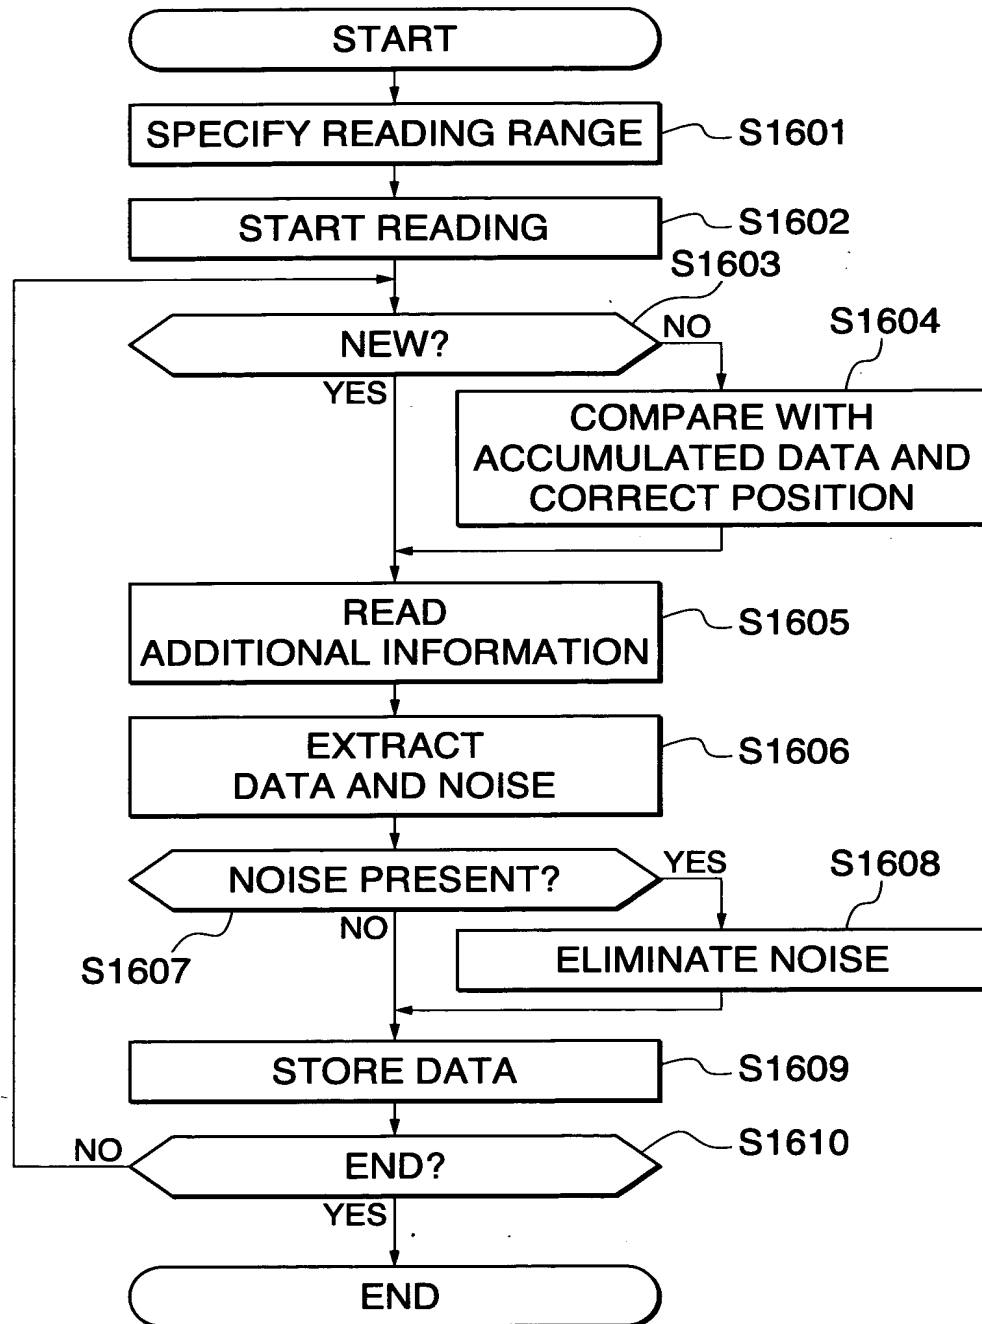 START
SPECIFY READING RANGE
S1601
START READING
S1602
S1603
NEW?
NO
S1604
YES
COMPARE WITH
ACCUMULATED DATA AND
CORRECT POSITION
READ
ADDITIONAL INFORMATION
S1605
EXTRACT
DATA AND NOISE
S1606
NOISE PRESENT?
YES
S1608
NO
S1607
ELIMINATE NOISE
STORE DATA
S1609
END?
NO
S1610
YES
END